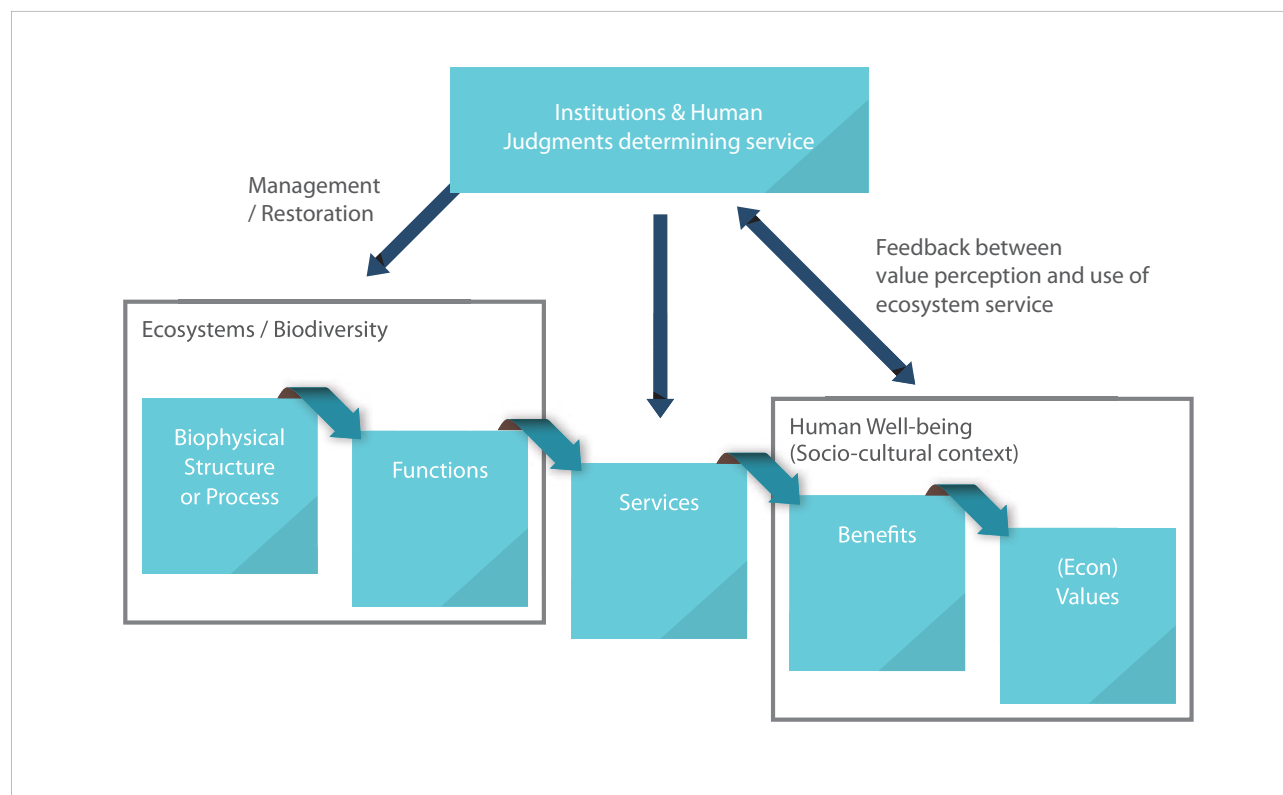 Institutions & Human
Judgments determining service
Management
/ Restoration
Feedback between
value perception and use of
ecosystem service
Ecosystems / Biodiversity
Biophysical
Structure
or Process
Functions
Services
Human Well-being
(Socio-cultural context)
Benefits
(Econ)
Values